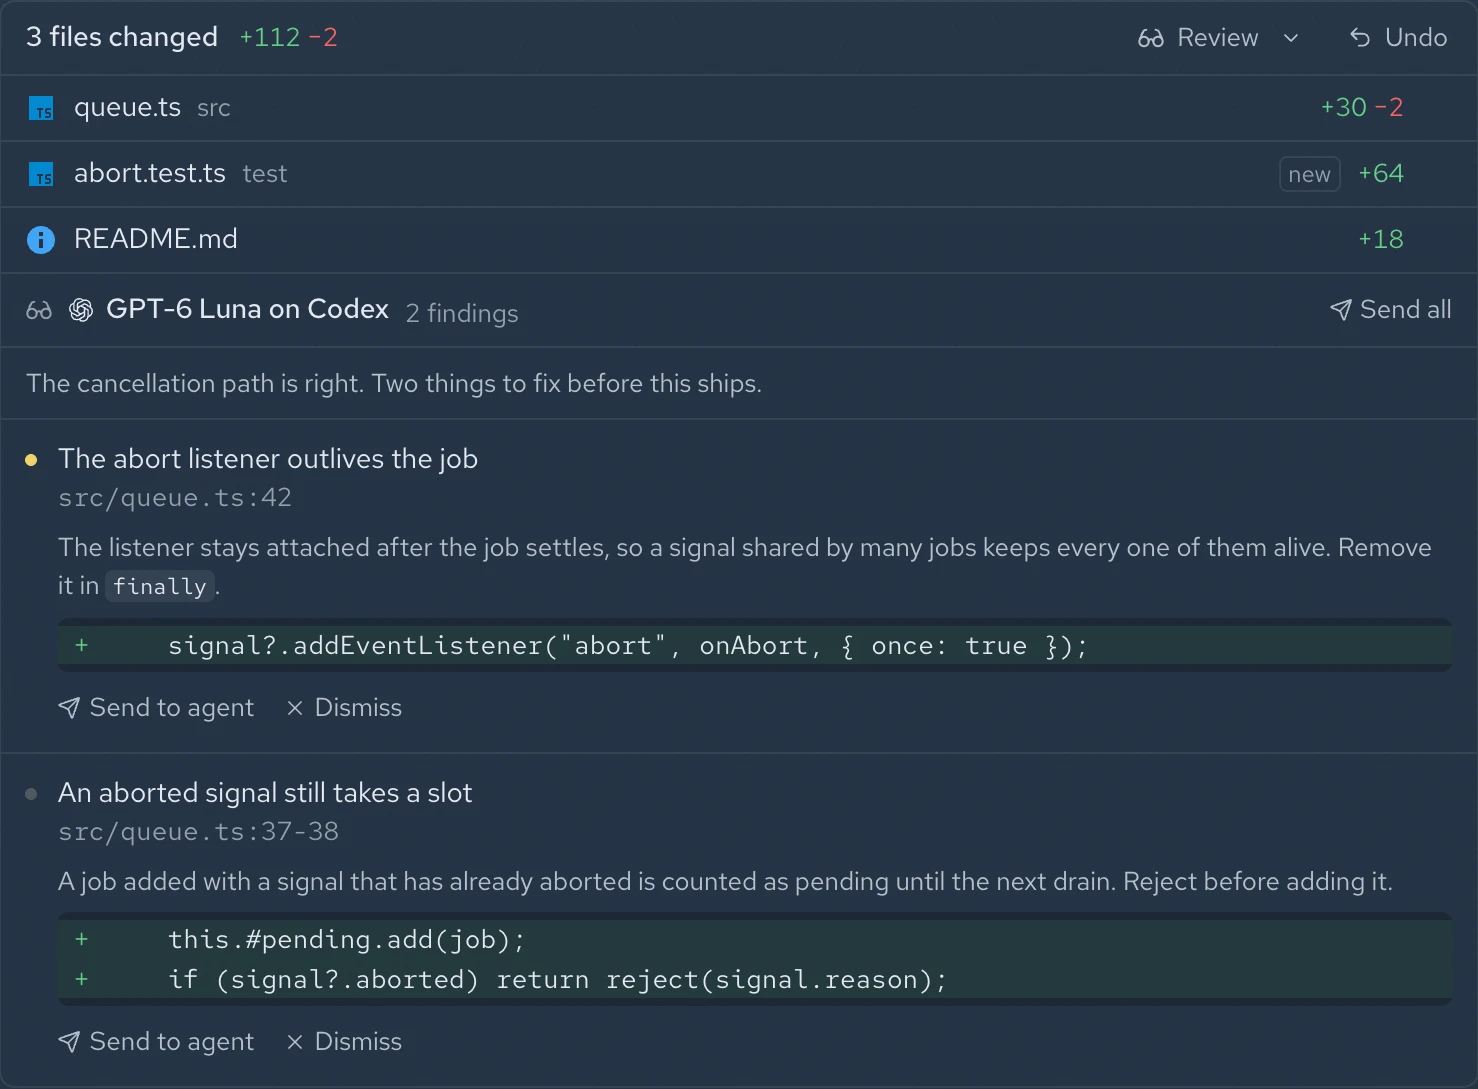 3 files changed +112 −2 Review Undo
TS queue.ts src +30 −2
TS abort.test.ts test new +64
README.md +18
GPT-6 Luna on Codex 2 findings Send all
The cancellation path is right. Two things to fix before this ships.
The abort listener outlives the job
src/queue.ts:42
The listener stays attached after the job settles, so a signal shared by many jobs keeps every one of them alive. Remove
it in finally.
+ signal?.addEventListener("abort", onAbort, { once: true });
Send to agent Dismiss
An aborted signal still takes a slot
src/queue.ts:37-38
A job added with a signal that has already aborted is counted as pending until the next drain. Reject before adding it.
+ this.#pending.add(job);
+ if (signal?.aborted) return reject(signal.reason);
Send to agent Dismiss